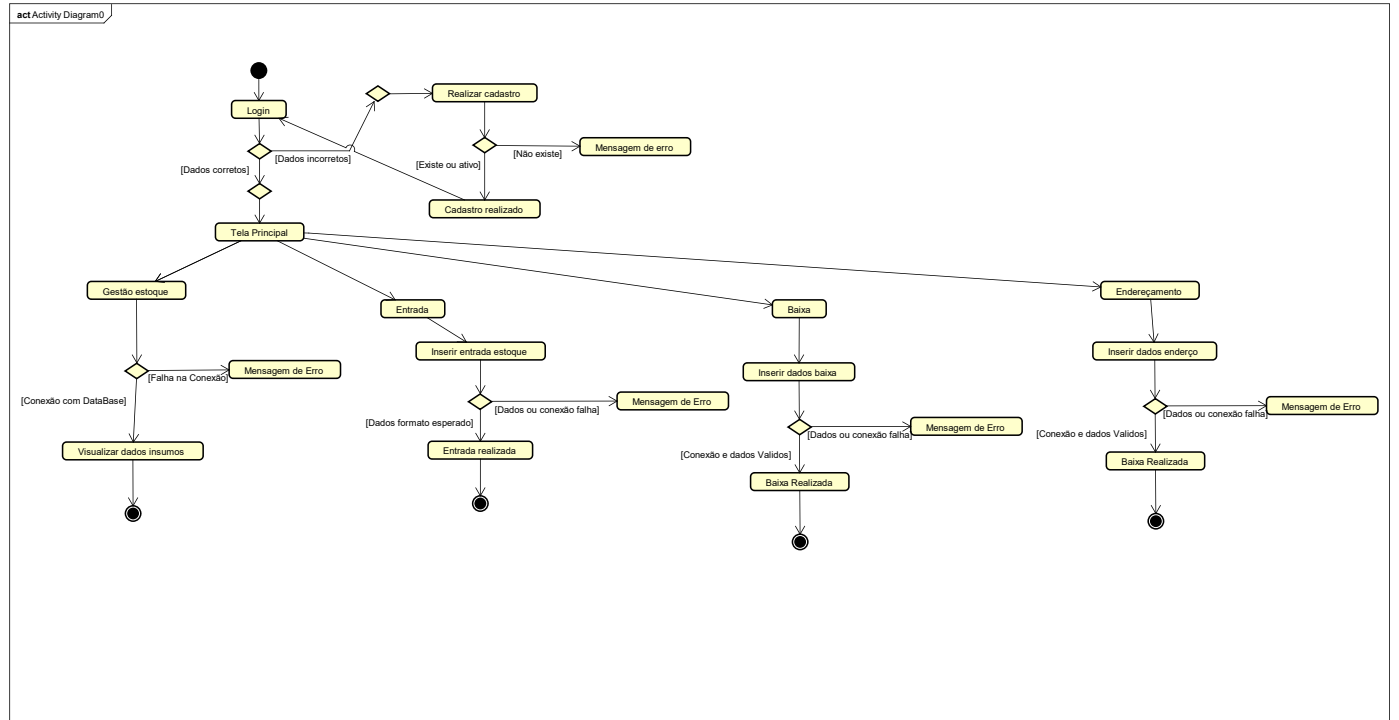 act Activity Diagram0
Login
Realizar cadastro
[Dados incorretos]
[Dados corretos]
[Existe ou ativo]
[Não existe]
Mensagem de erro
Cadastro realizado
Tela Principal
Gestão estoque
Entrada
Baixa
Endereçamento
Inserir entrada estoque
Inserir dados baixa
Inserir dados enderço
[Falha na Conexão]
Mensagem de Erro
[Conexão com DataBase]
[Dados ou conexão falha]
Mensagem de Erro
[Dados formato esperado]
[Dados ou conexão falha]
Mensagem de Erro
[Dados ou conexão falha]
Mensagem de Erro
Visualizar dados insumos
Entrada realizada
[Conexão e dados Validos]
Baixa Realizada
[Conexão e dados Validos]
Baixa Realizada